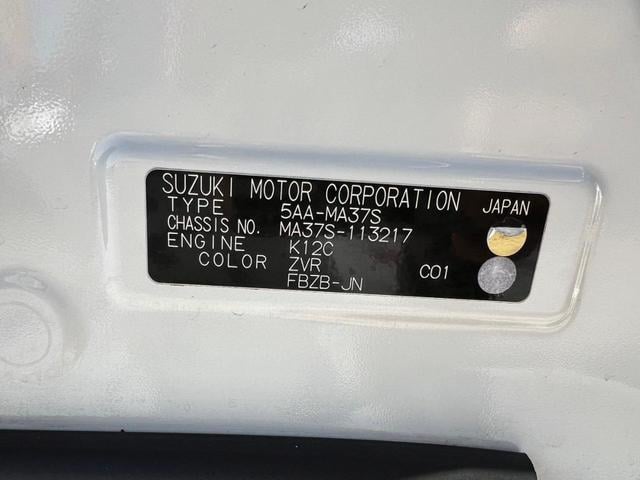 SUZUKI MOTOR CORPORATION JAPAN
TYPE 5AA-MA37S
CHASSIS NO. MA37S-113217
ENGINE K12C
COLOR ZVR C01
FBZB-JN